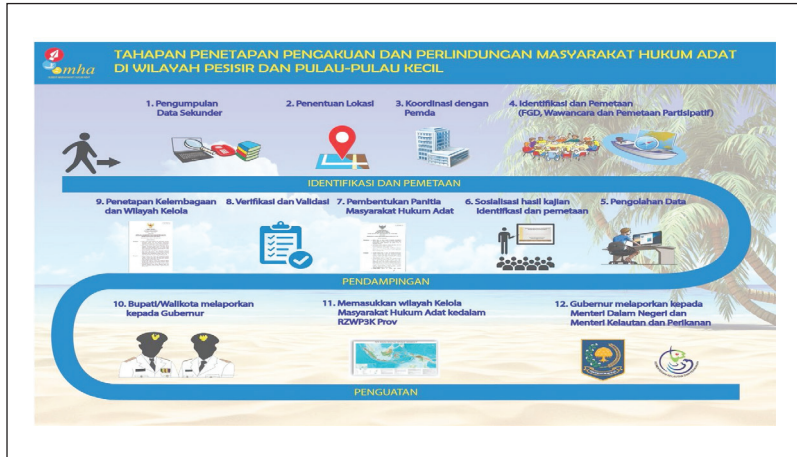 mha
TAHAPAN PENETAPAN PENGAKUAN DAN PERLINDUNGAN MASYARAKAT HUKUM ADAT
DI WILAYAH PESISIR DAN PULAU-PULAU KECIL
1. Pengumpulan
Data Sekunder
2. Penentuan Lokasi
3. Koordinasi dengan
Pemda
4. Identifikasi dan Pemetaan
(FGD, Wawancara dan Pemetaan Partisipatif)
IDENTIFIKASI DAN PEMETAAN
9. Penetapan Kelembagaan
dan Wilayah Kelola
8. Verifikasi dan Validasi
7. Pembentukan Panitia
Masyarakat Hukum Adat
6. Sosialisasi hasil kajian
Identifikasi dan pemetaan
5. Pengolahan Data
PENDAMPINGAN
10. Bupati/Walikota melaporkan
kepada Gubernur
11. Memasukkan wilayah Kelola
Masyarakat Hukum Adat kedalam
RZWP3K Prov
12. Gubernur melaporkan kepada
Menteri Dalam Negeri dan
Menteri Kelautan dan Perikanan
PENGUATAN